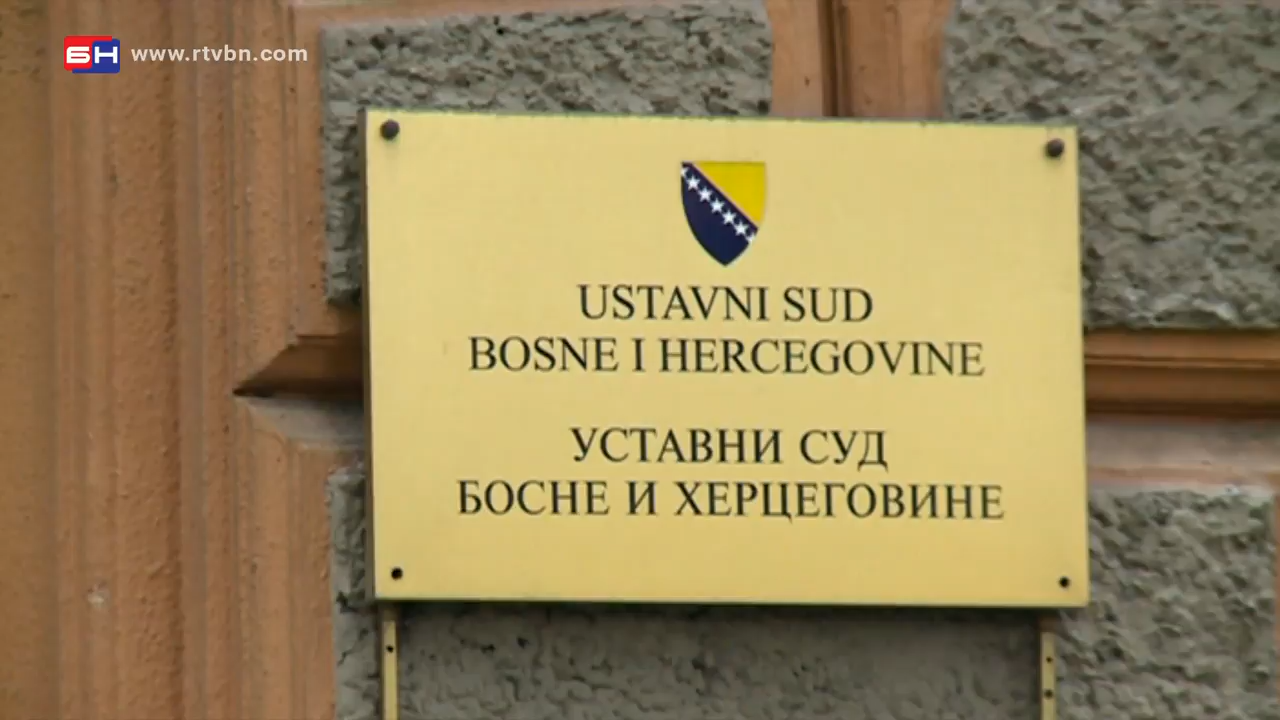 БН www.rtvbn.com
USTAVNI SUD
BOSNE I HERCEGOVINE
УСТАВНИ СУД
БОСНЕ И ХЕРЦЕГОВИНЕ